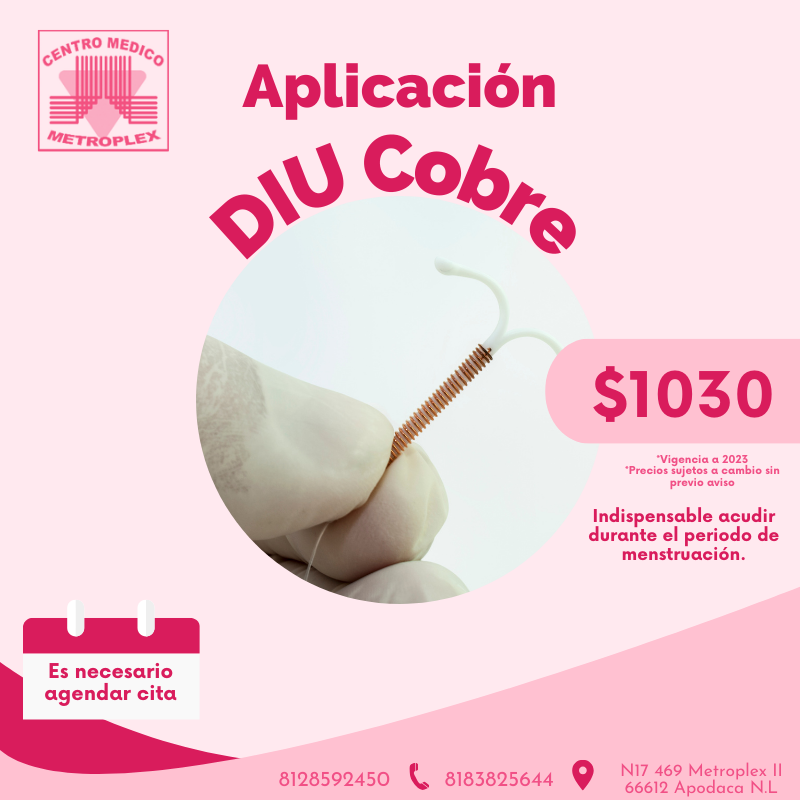 CENTRO MEDICO
METROPLEX
Aplicación
DIU Cobre
$1030
*Vigencia a 2023
*Precios sujetos a cambio sin
previo aviso
Indispensable acudir
durante el periodo de
menstruación.
Es necesario
agendar cita
8128592450 8183825644
N17 469 Metroplex II
66612 Apodaca N.L